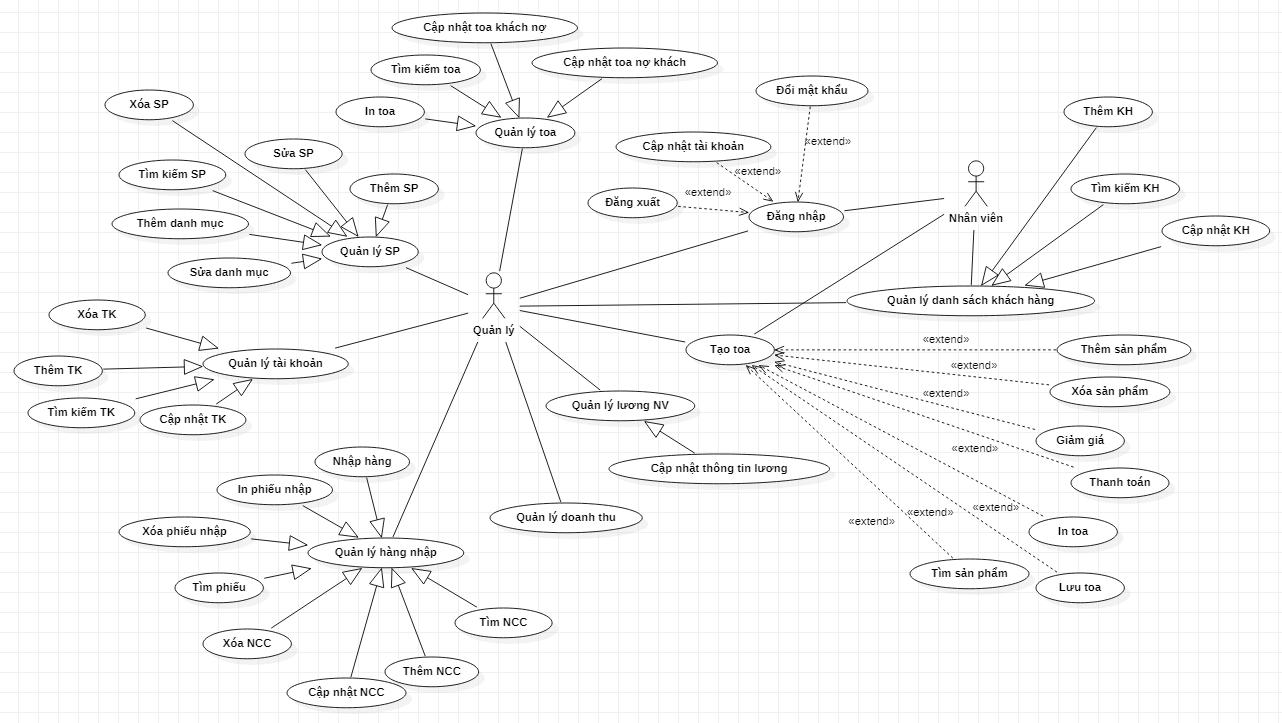 Cập nhật toa khách nợ
Tìm kiếm toa
Cập nhật toa nợ khách
Đổi mật khẩu
Xóa SP
In toa
Thêm KH
Quản lý toa
«extend»
Cập nhật tài khoản
Sửa SP
«extend»
Tìm kiếm SP
Thêm SP
«extend»
Tìm kiếm KH
Đăng xuất
Đăng nhập
Nhân viên
Thêm danh mục
Cập nhật KH
Quản lý SP
Sửa danh mục
Quản lý danh sách khách hàng
Xóa TK
Quản lý
«extend»
Tạo toa
Thêm sản phẩm
Quản lý tài khoản
«extend»
Thêm TK
«extend»
Xóa sản phẩm
Tìm kiếm TK
Cập nhật TK
Quản lý lương NV
Giảm giá
«extend»
Nhập hàng
Cập nhật thông tin lương
Thanh toán
In phiếu nhập
«extend»
«extend»
«extend»
Quản lý doanh thu
Xóa phiếu nhập
In toa
Quản lý hàng nhập
Tìm sản phẩm
Tìm phiếu
Lưu toa
Tìm NCC
Xóa NCC
Thêm NCC
Cập nhật NCC